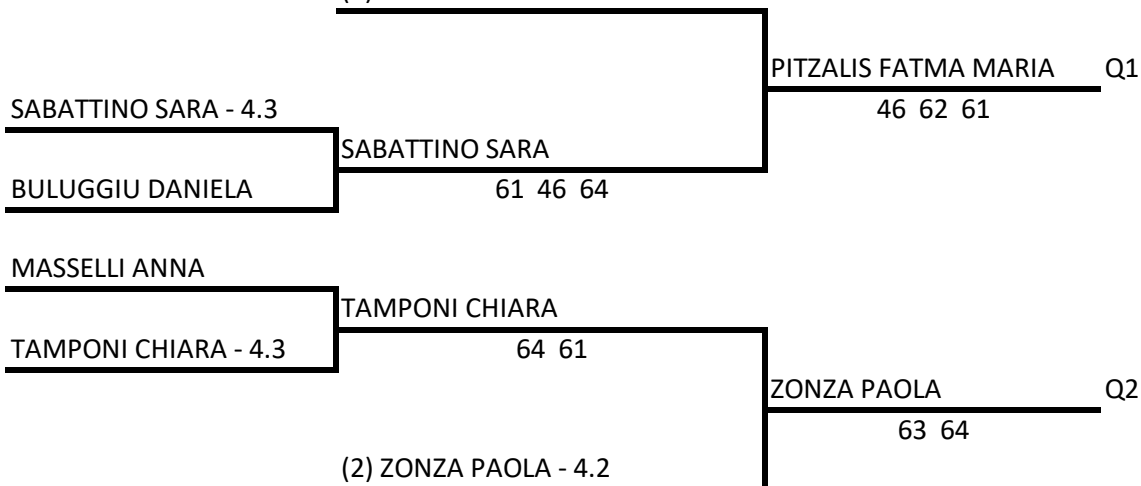 PITZALIS FATMA MARIA Q1
SABATTINO SARA - 4.3
46 62 61
SABATTINO SARA
BULUGGIU DANIELA
61 46 64
MASSELLI ANNA
TAMPONI CHIARA
TAMPONI CHIARA - 4.3
64 61
ZONZA PAOLA Q2
63 64
(2) ZONZA PAOLA - 4.2